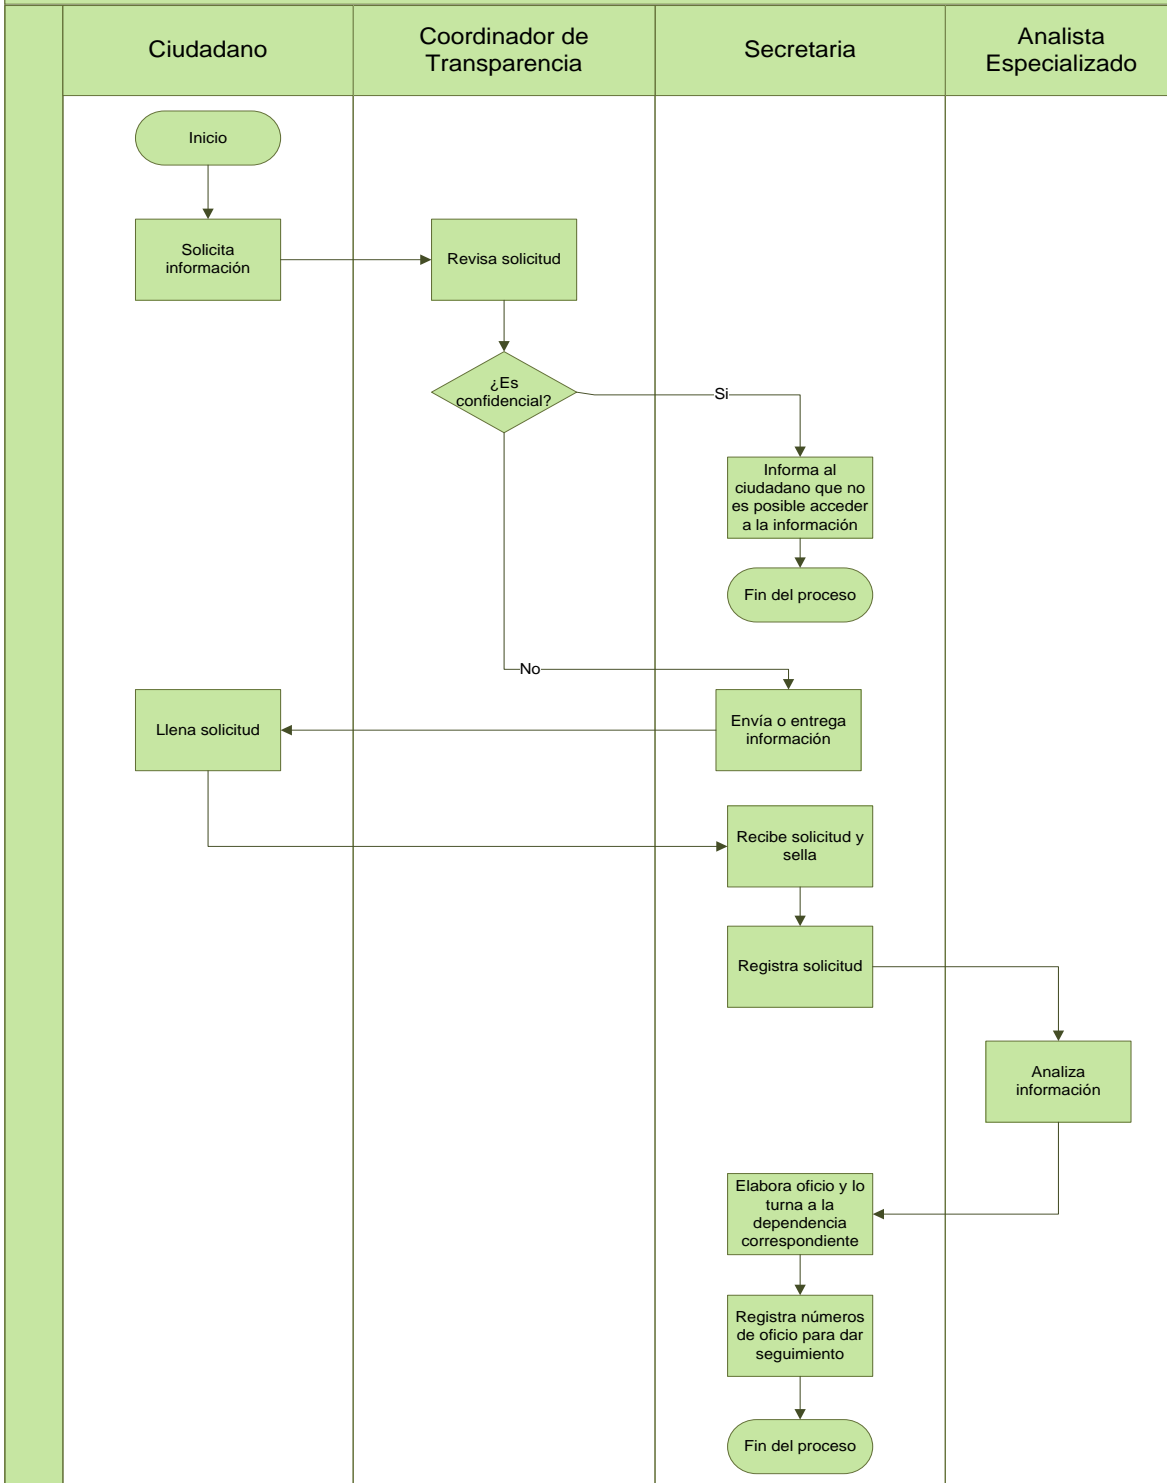 Ciudadano
Coordinador de
Transparencia
Secretaria
Analista
Especializado
Inicio
Solicita
información
Revisa solicitud
¿Es
confidencial?
Si
Informa al
ciudadano que no
es posible acceder
a la información
Fin del proceso
No
Llena solicitud
Envía o entrega
información
Recibe solicitud y
sella
Registra solicitud
Analiza
información
Elabora oficio y lo
turna a la
dependencia
correspondiente
Registra números
de oficio para dar
seguimiento
Fin del proceso